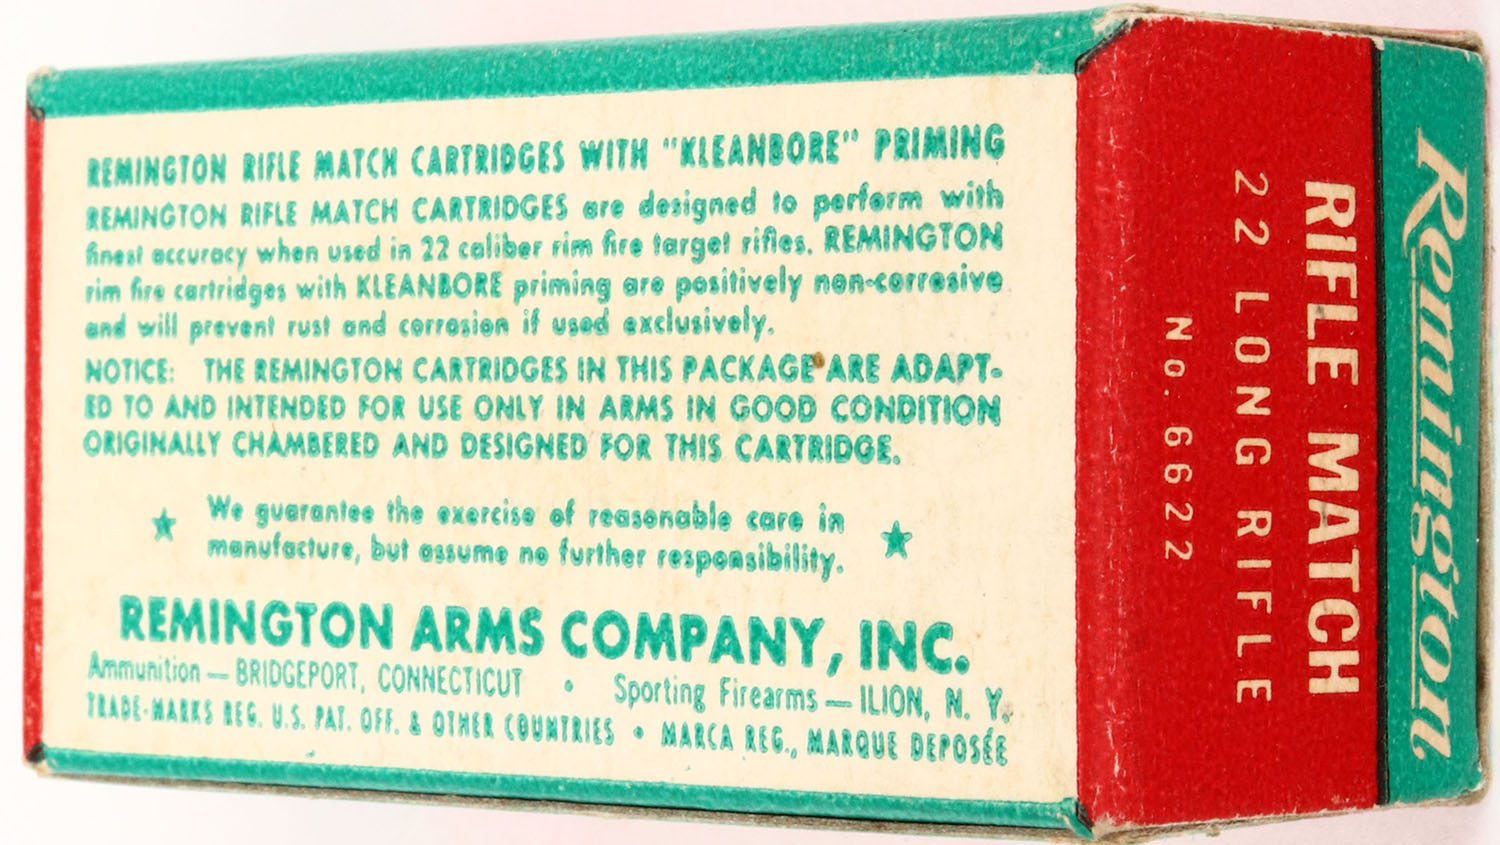 REMINGTON RIFLE MATCH CARTRIDGES WITH "KLEANBORE" PRIMING
REMINGTON RIFLE MATCH CARTRIDGES are designed to perform with
finest accuracy when used in 22 caliber rim fire target rifles. REMINGTON
rim fire cartridges with KLEANBORE priming are positively non-corrosive
and will prevent rust and corrosion if used exclusively.
NOTICE: THE REMINGTON CARTRIDGES IN THIS PACKAGE ARE ADAPT-
ED TO AND INTENDED FOR USE ONLY IN ARMS IN GOOD CONDITION
ORIGINALLY CHAMBERED AND DESIGNED FOR THIS CARTRIDGE.
★ We guarantee the exercise of reasonable care in ★
manufacture, but assume no further responsibility.
REMINGTON ARMS COMPANY, INC.
Ammunition — BRIDGEPORT, CONNECTICUT • Sporting Firearms — ILION, N. Y.
TRADE-MARKS REG. U.S. PAT. OFF. & OTHER COUNTRIES • MARCA REG., MARQUE DEPOSÉE
Remington
RIFLE MATCH
22 LONG RIFLE
No. 6622